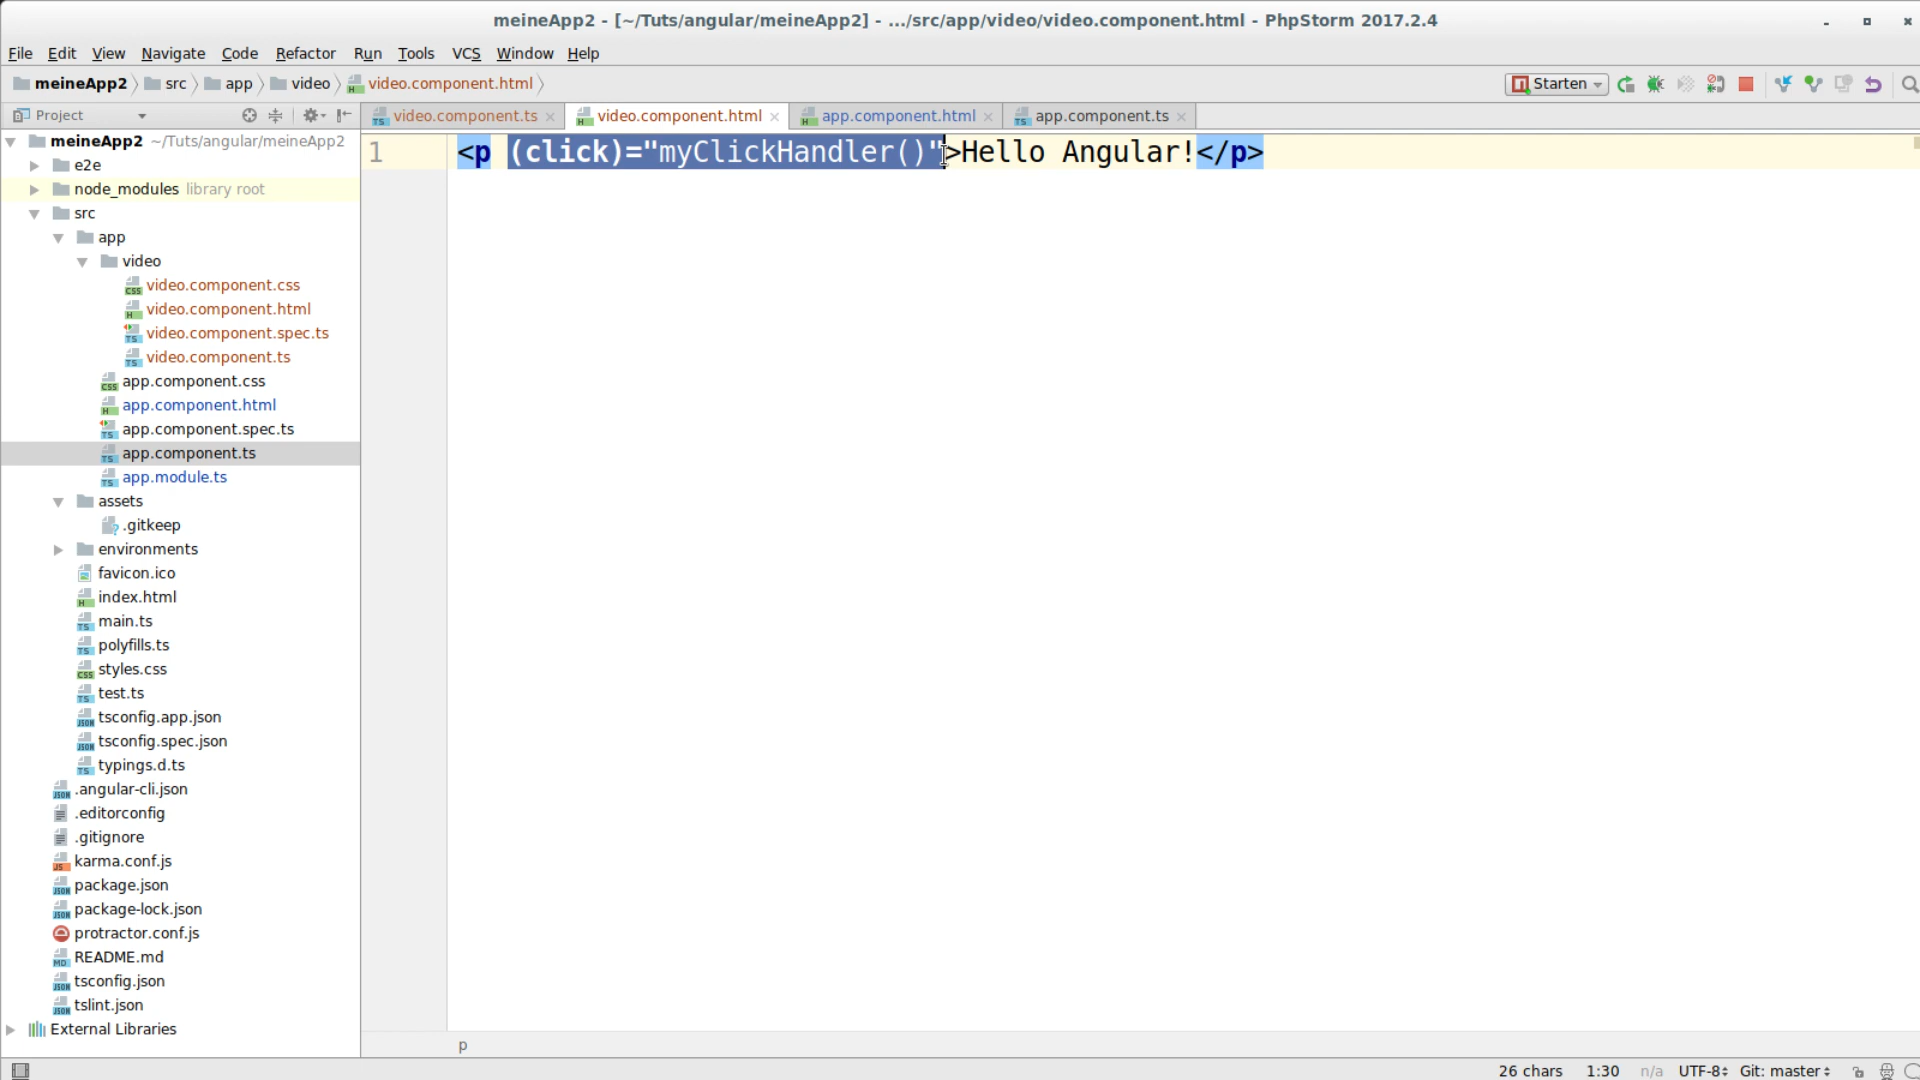 meineApp2 - [~/Tuts/angular/meineApp2] - .../src/app/video/video.component.html - PhpStorm 2017.2.4
File Edit View Navigate Code Refactor Run Tools VCS Window Help
meineApp2 src app video video.component.html Starten
Project
video.component.ts video.component.html app.component.html app.component.ts
1 <p (click)="myClickHandler()">Hello Angular!</p>
meineApp2 ~/Tuts/angular/meineApp2
e2e
node_modules library root
src
app
video
video.component.css
video.component.html
video.component.spec.ts
video.component.ts
app.component.css
app.component.html
app.component.spec.ts
app.component.ts
app.module.ts
assets
.gitkeep
environments
favicon.ico
index.html
main.ts
polyfills.ts
styles.css
test.ts
tsconfig.app.json
tsconfig.spec.json
typings.d.ts
.angular-cli.json
.editorconfig
.gitignore
karma.conf.js
package.json
package-lock.json
protractor.conf.js
README.md
tsconfig.json
tslint.json
External Libraries
p
26 chars 1:30 n/a UTF-8 Git: master